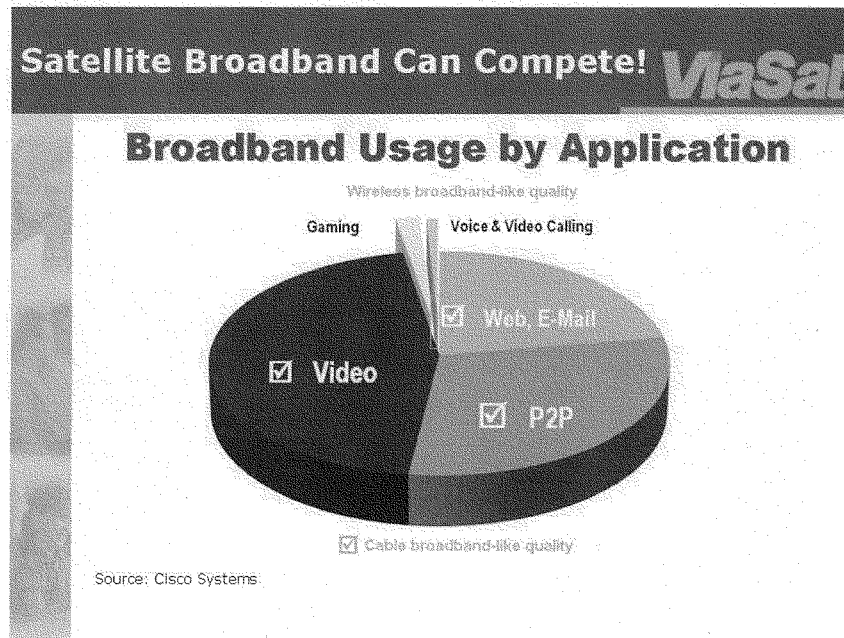 Satellite Broadband Can Compete! ViaSat
Broadband Usage by Application
Wireless broadband-like quality
Gaming
Voice & Video Calling
Web, E-Mail
Video
P2P
Cable broadband-like quality
Source: Cisco Systems